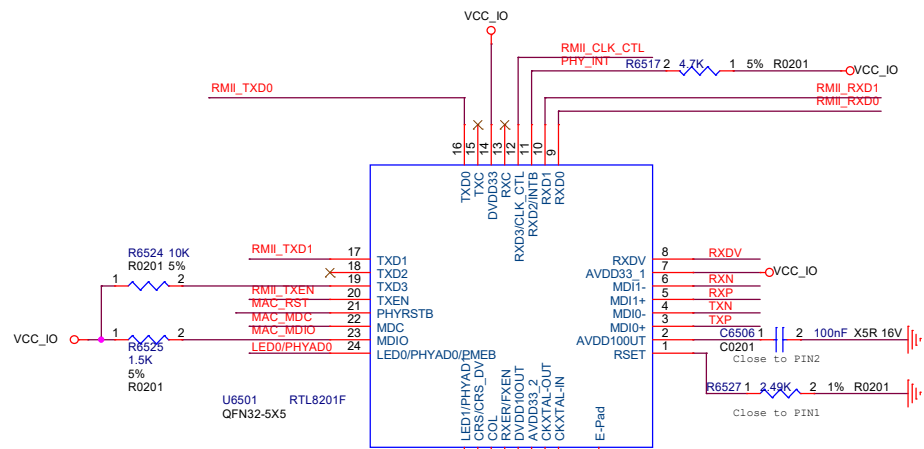 VCC_IO
RMII_CLK_CTL
PHY_INT
R6517 2 4.7K 1 5% R0201
VCC_IO
RMII_TXD0
RMII_RXD1
RMII_RXD0
16 15 14 13 12 11 10 9
TXD0
TXC
DVDD33
RXC
RXD3/CLK_CTL
RXD2/INTB
RXD1
RXD0
RMII_TXD1 17 TXD1
18 TXD2
R6524 10K
R0201 5%
1 2 19 TXD3
RMII_TXEN 20 TXEN
MAC_RST 21 PHYRSTB
MAC_MDC 22 MDC
VCC_IO 1 2 MAC_MDIO 23 MDIO
R6525
1.5K
5%
R0201
LED0/PHYAD0 24 LED0/PHYAD0/PMEB
RXDV 8 RXDV
AVDD33_1 7 VCC_IO
MDI1- 6 RXN
MDI1+ 5 RXP
MDI0- 4 TXN
MDI0+ 3 TXP
AVDD10OUT 2 C6506 1 2 100nF X5R 16V
C0201
Close to PIN2
RSET 1
R6527 1 2.49K 2 1% R0201
Close to PIN1
U6501 RTL8201F
QFN32-5X5
LED1/PHYAD1
CRS/CRS_DV
COL
RXER/FXEN
DVDD10OUT
AVDD33_2
CKXTAL-OUT
CKXTAL-IN
E-Pad